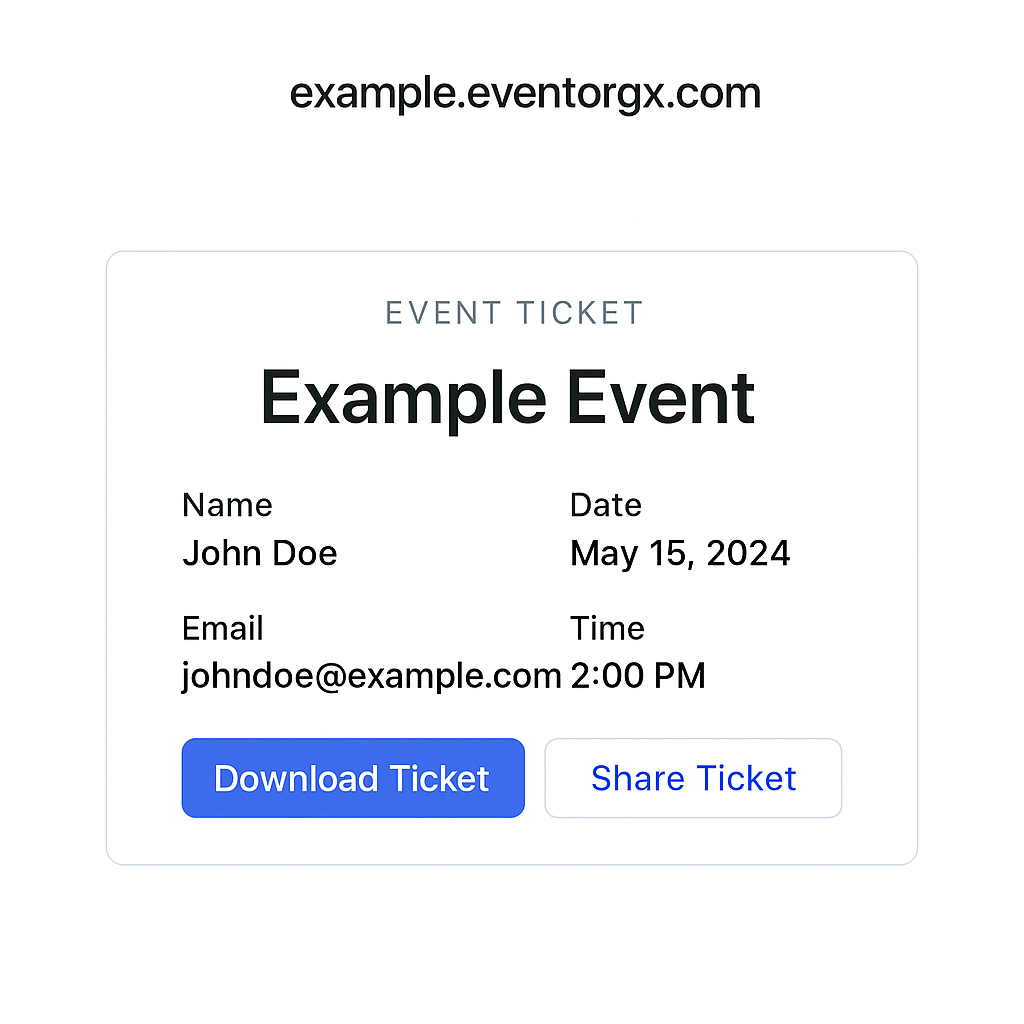 example.eventorgx.com
EVENT TICKET
Example Event
Name
John Doe
Date
May 15, 2024
Email
johndoe@example.com
Time
2:00 PM
Download Ticket
Share Ticket